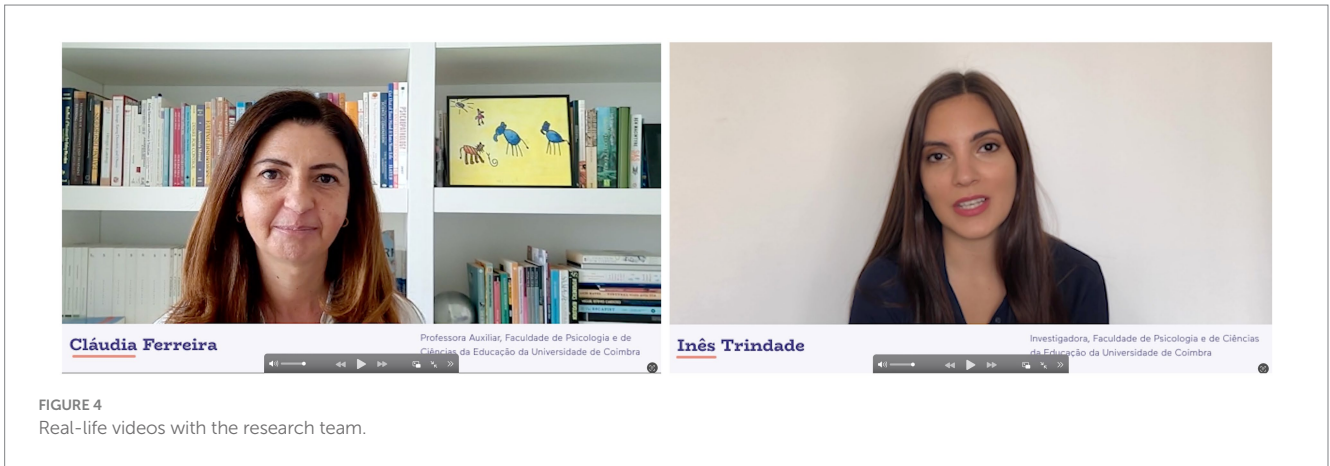 Cláudia Ferreira
Professora Auxiliar, Faculdade de Psicologia e de
Ciências da Educação da Universidade de Coimbra
Inês Trindade
Investigadora, Faculdade de Psicologia e de Ciências
da Educação da Universidade de Coimbra
FIGURE 4
Real-life videos with the research team.